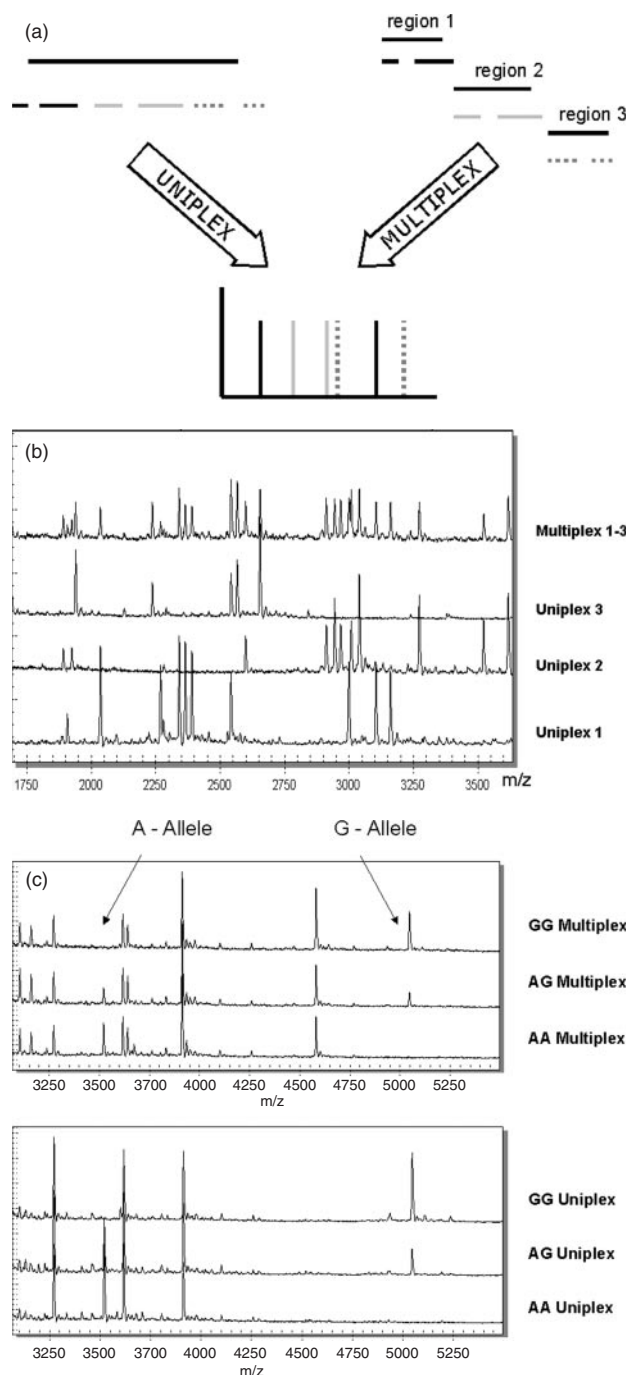 (a)
region 1
region 2
region 3
UNIPLEX
MULTIPLEX
(b)
Multiplex 1-3
Uniplex 3
Uniplex 2
Uniplex 1
1750 2000 2250 2500 2750 3000 3250 3500
m/z
A - Allele G - Allele
(c)
GG Multiplex
AG Multiplex
AA Multiplex
3250 3500 3700 4000 4250 4500 4750 5000 5250
m/z
GG Uniplex
AG Uniplex
AA Uniplex
3250 3500 3700 4000 4250 4500 4750 5000 5250
m/z